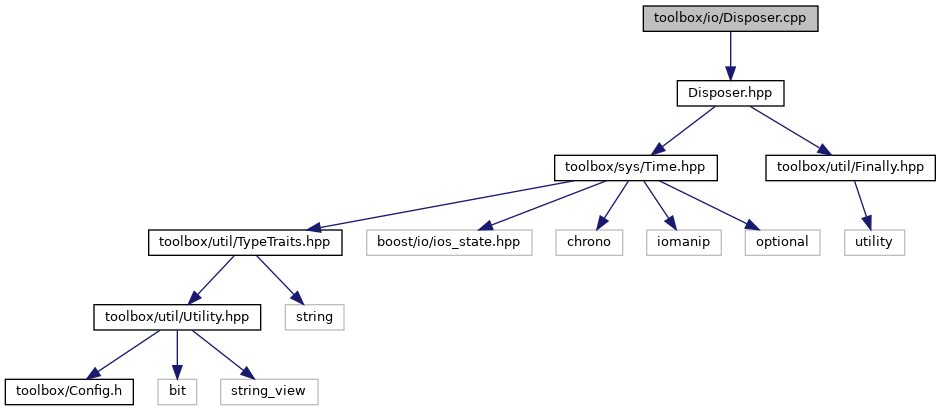 toolbox/io/Disposer.cpp
Disposer.hpp
toolbox/sys/Time.hpp
toolbox/util/Finally.hpp
toolbox/util/TypeTraits.hpp
boost/io/ios_state.hpp
chrono
iomanip
optional
utility
toolbox/util/Utility.hpp
string
toolbox/Config.h
bit
string_view